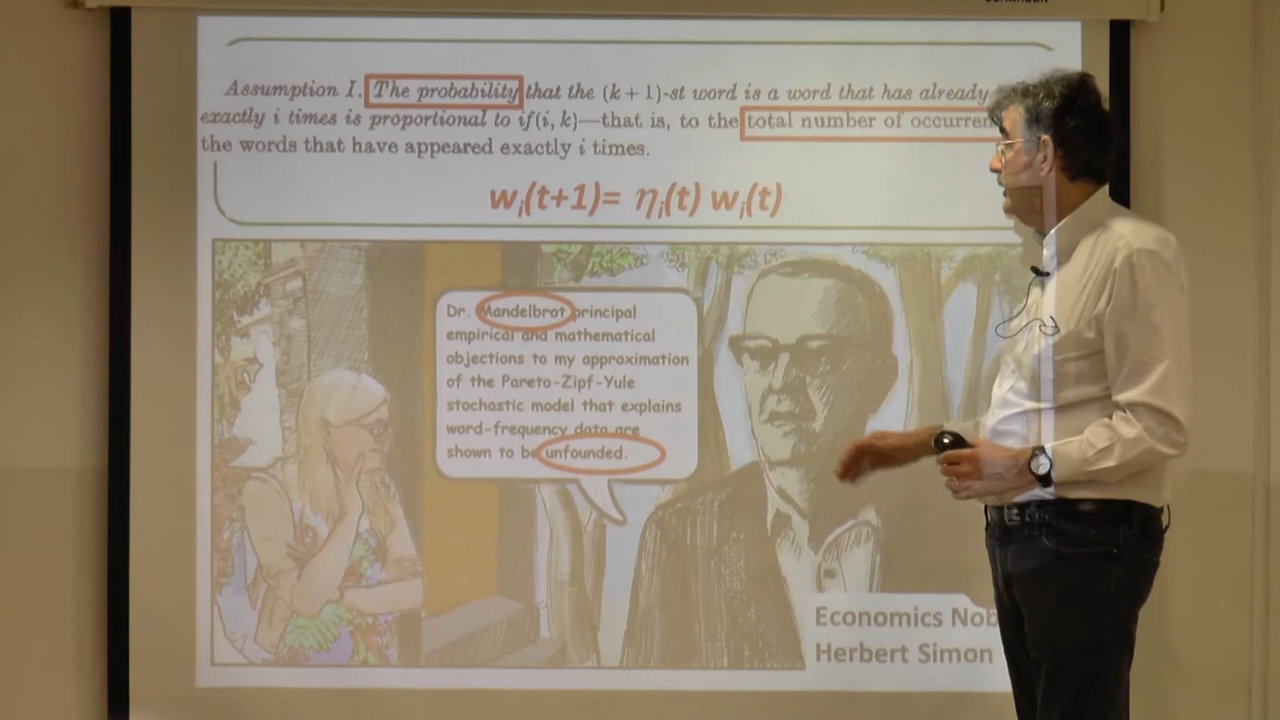 Assumption I. The probability that the (k + 1)-st word is a word that has already
exactly i times is proportional to if(i, k)—that is, to the total number of
the words that have appeared exactly i times.
wᵢ(t+1)= ηᵢ(t) wᵢ(t)
Dr. Mandelbrot principal
empirical and mathematical
objections to my approximation
of the Pareto-Zipf-Yule
stochastic model that explains
word-frequency data are
shown to be unfounded.
Economics
Herbert Simon